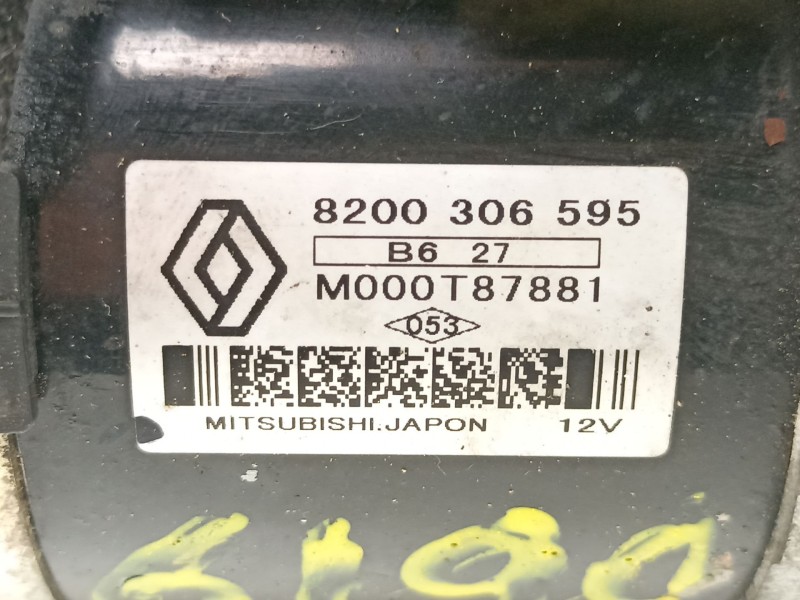 8200 306 595
B6 27
M000T87881
053
MITSUBISHI.JAPON 12V